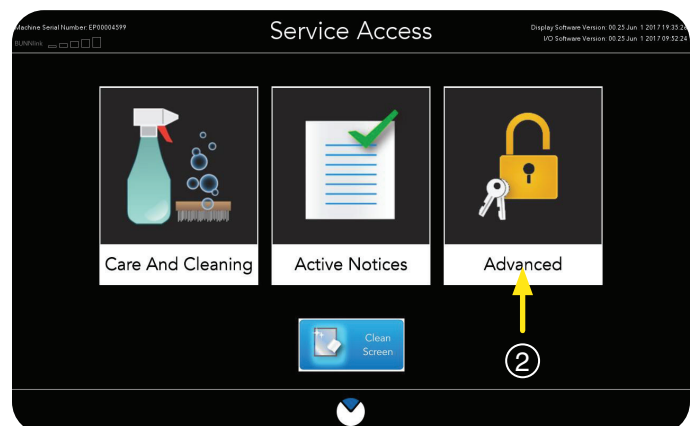 Machine Serial Number: EP00004599
BUNNlink
Service Access
Display Software Version: 00.25 Jun 1 2017 19:35:26
I/O Software Version: 00.25 Jun 1 2017 09:52:24
Care And Cleaning
Active Notices
Advanced
Clean
Screen
2